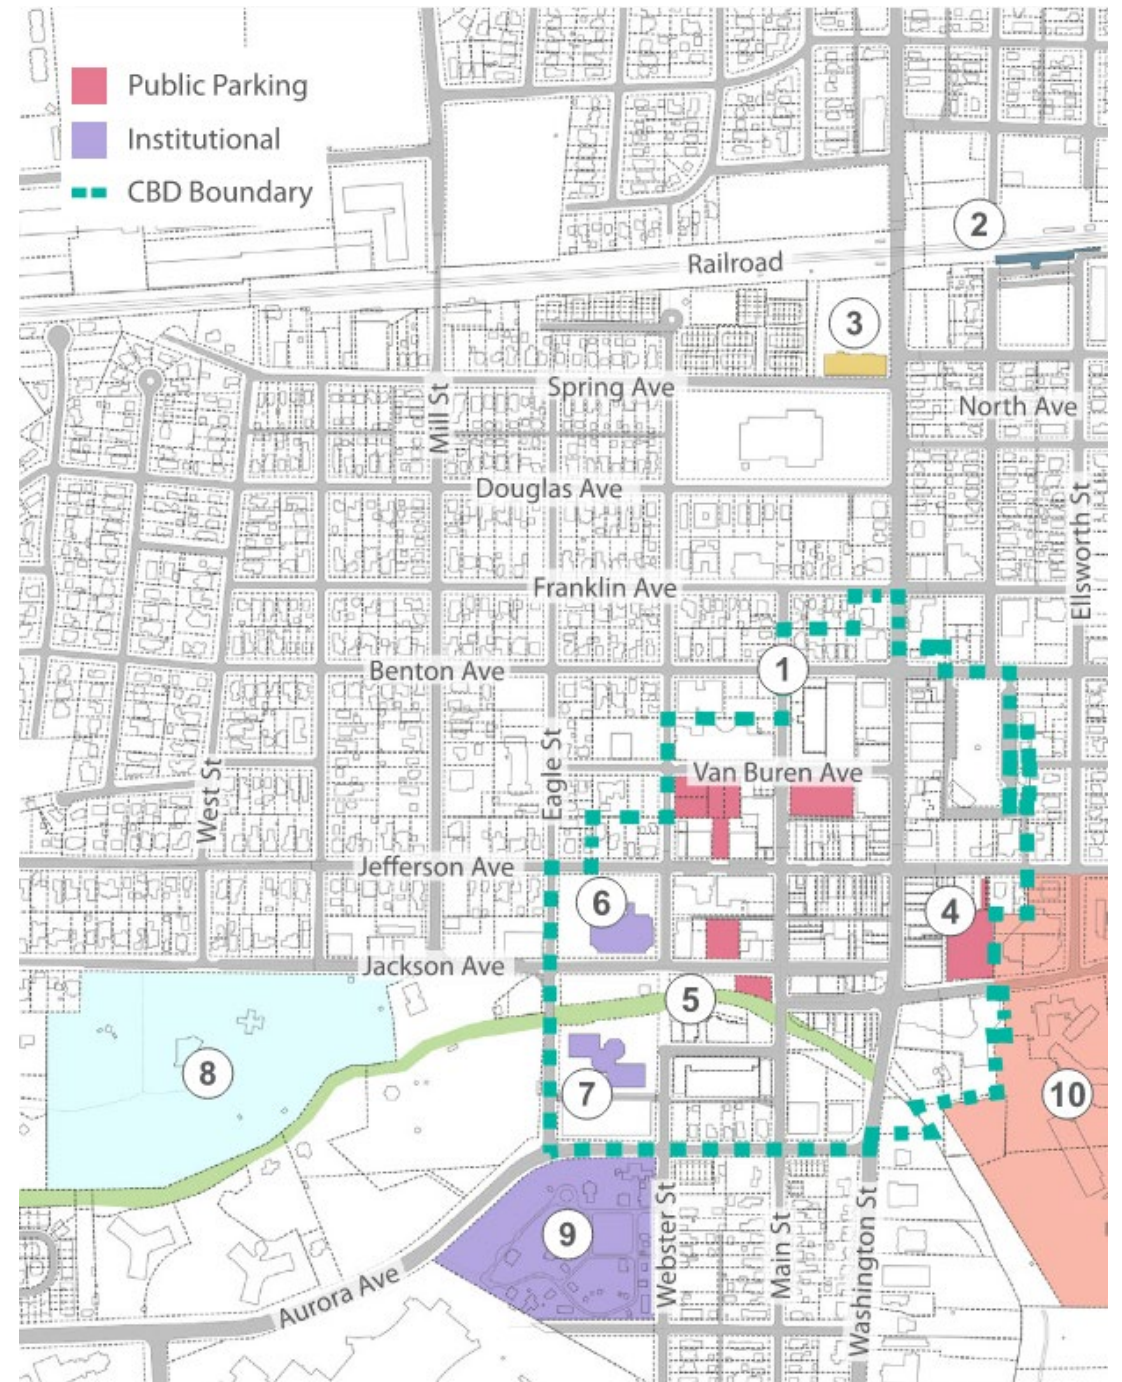 Public Parking
Institutional
CBD Boundary
2
Railroad
3
Spring Ave
Mill St
North Ave
Douglas Ave
Ellsworth St
Franklin Ave
Benton Ave
1
Eagle St
Van Buren Ave
West St
Jefferson Ave
6
4
Jackson Ave
5
8
7
10
9
Webster St
Main St
Washington St
Aurora Ave